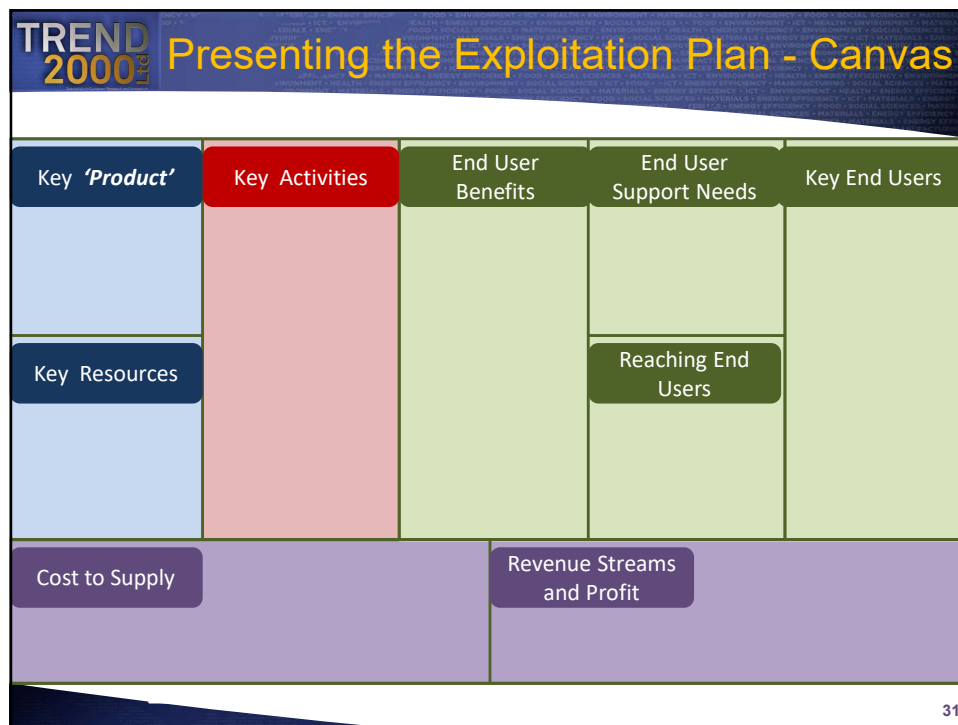 TREND
2000 Ltd
Presenting the Exploitation Plan - Canvas
Key 'Product'
Key Activities
End User
Benefits
End User
Support Needs
Key End Users
Key Resources
Reaching End
Users
Cost to Supply
Revenue Streams
and Profit
31